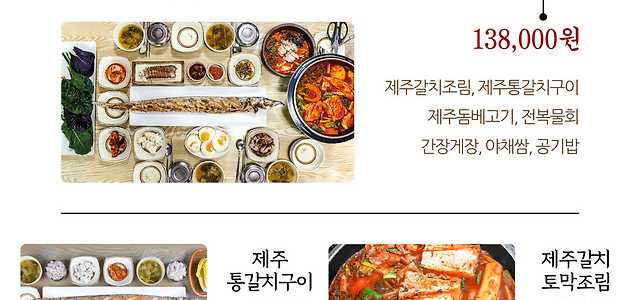 138,000원
제주갈치조림, 제주통갈치구이
제주돔베고기, 전복물회
간장게장, 야채쌈, 공기밥
제주
통갈치구이
제주갈치
토막조림